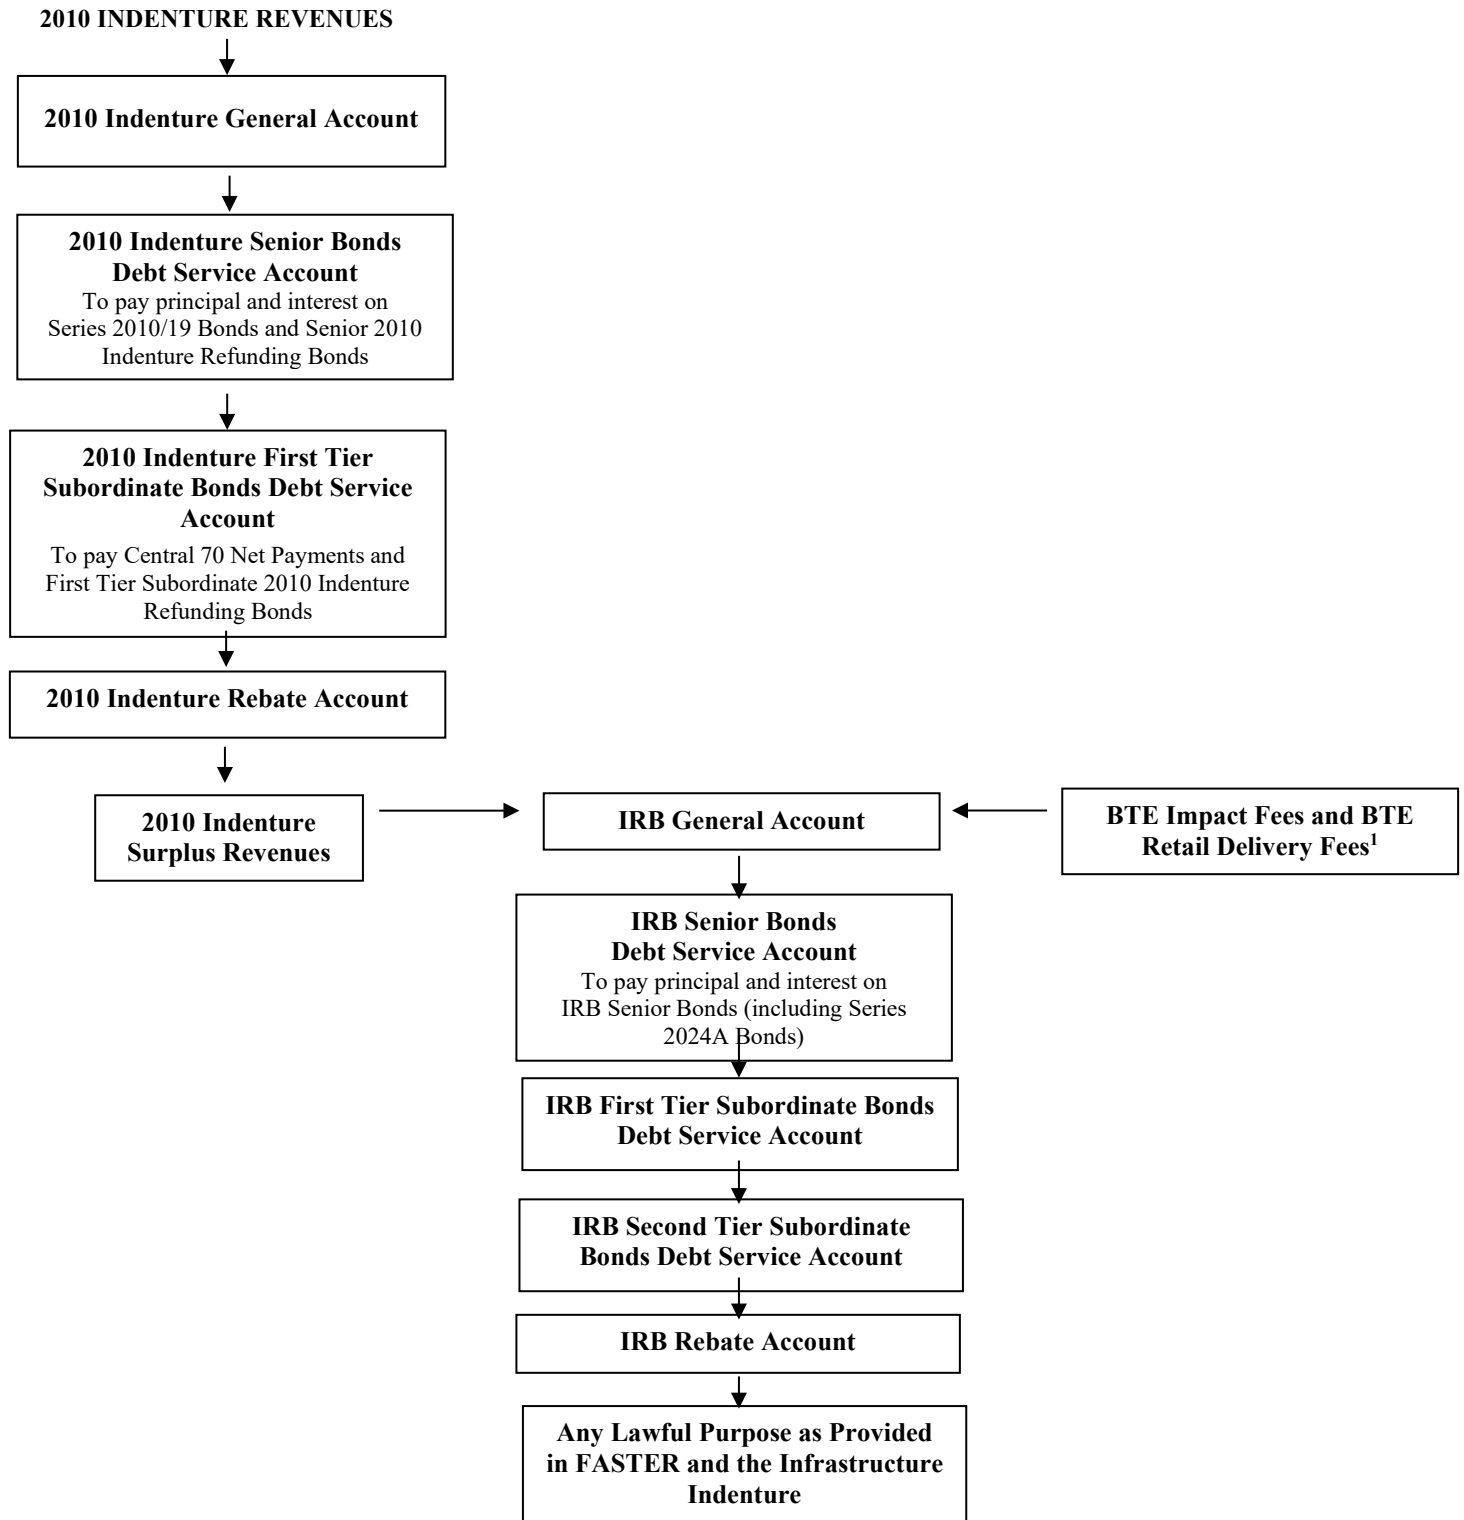 2010 INDENTURE REVENUES
2010 Indenture General Account
2010 Indenture Senior Bonds
Debt Service Account
To pay principal and interest on
Series 2010/19 Bonds and Senior 2010
Indenture Refunding Bonds
2010 Indenture First Tier
Subordinate Bonds Debt Service
Account
To pay Central 70 Net Payments and
First Tier Subordinate 2010 Indenture
Refunding Bonds
2010 Indenture Rebate Account
2010 Indenture
Surplus Revenues
IRB General Account
BTE Impact Fees and BTE
Retail Delivery Fees¹
IRB Senior Bonds
Debt Service Account
To pay principal and interest on
IRB Senior Bonds (including Series
2024A Bonds)
IRB First Tier Subordinate Bonds
Debt Service Account
IRB Second Tier Subordinate
Bonds Debt Service Account
IRB Rebate Account
Any Lawful Purpose as Provided
in FASTER and the Infrastructure
Indenture